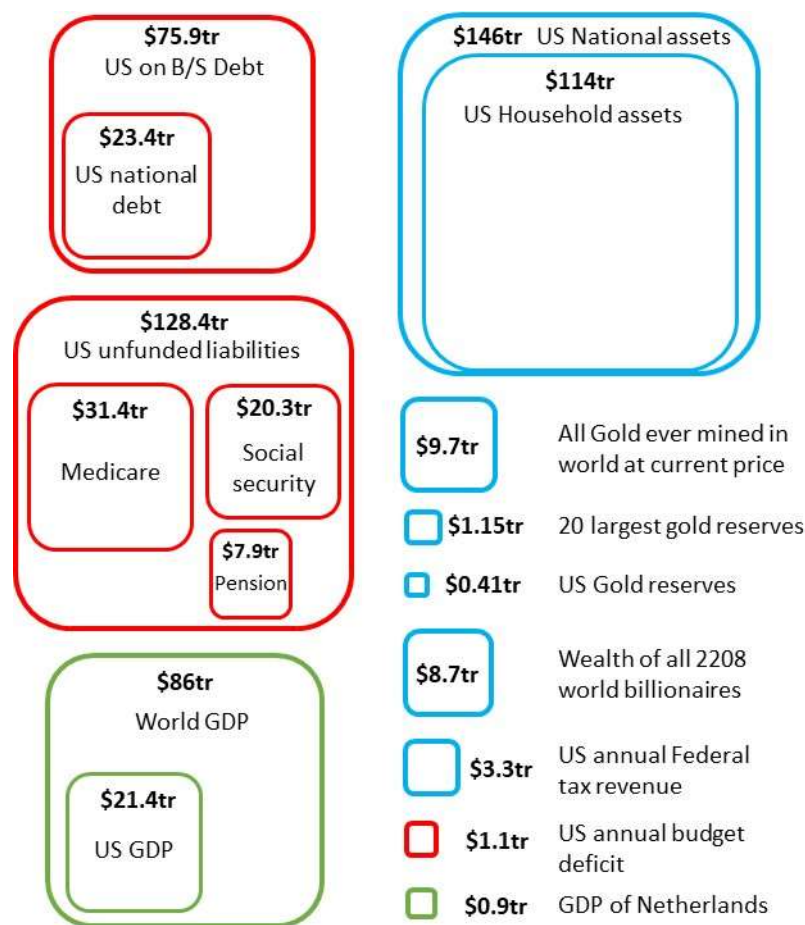 $75.9tr
US on B/S Debt
$23.4tr
US national
debt
$146tr US National assets
$114tr
US Household assets
$128.4tr
US unfunded liabilities
$31.4tr
Medicare
$20.3tr
Social
security
$7.9tr
Pension
$86tr
World GDP
$21.4tr
US GDP
$9.7tr
All Gold ever mined in
world at current price
$1.15tr 20 largest gold reserves
$0.41tr US Gold reserves
$8.7tr
Wealth of all 2208
world billionaires
$3.3tr
US annual Federal
tax revenue
$1.1tr
US annual budget
deficit
$0.9tr GDP of Netherlands